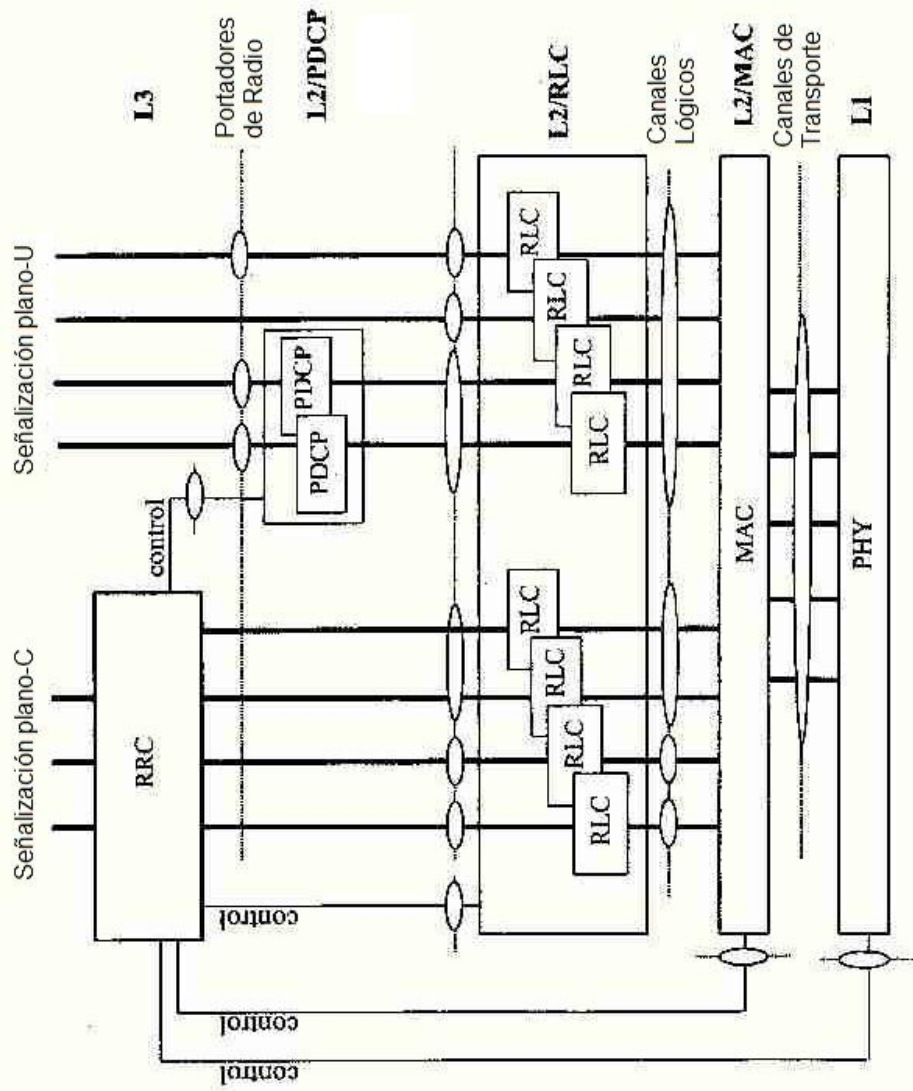 Señalización plano-C
Señalización plano-U
L3
RRC
control
Portadores
de Radio
L2/PDCP
PDCP
PDCP
control
control
control
L2/RLC
RLC
RLC
RLC
RLC
RLC
RLC
RLC
RLC
Canales
Lógicos
L2/MAC
MAC
Canales de
Transporte
L1
PHY